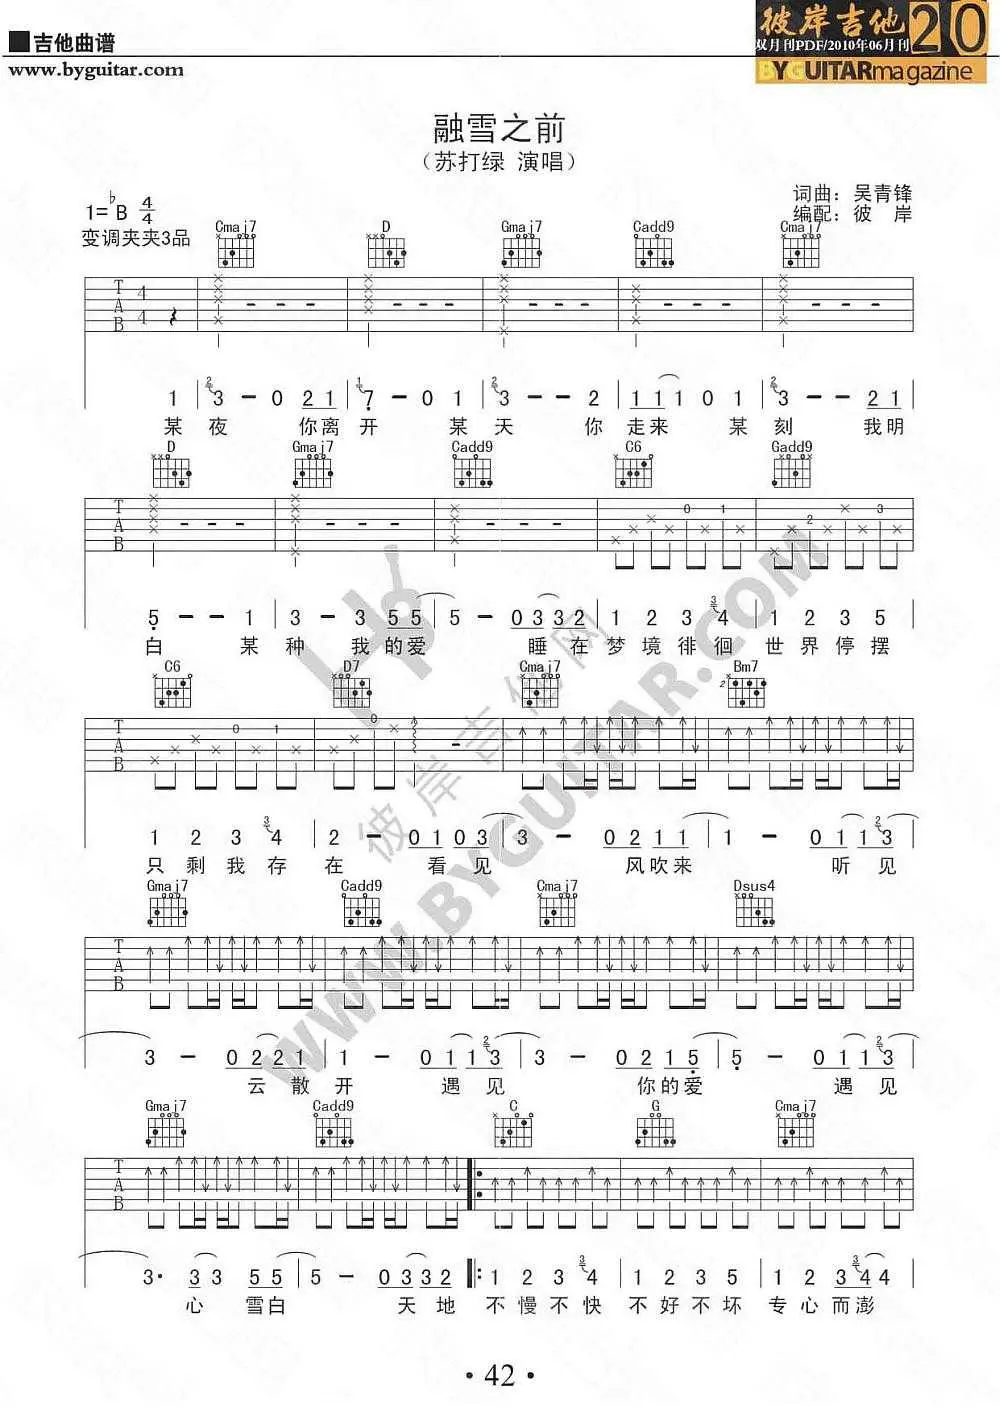 ■吉他曲谱
www.byguitar.com
彼岸吉他 20
双月刊PDF/2010年06月刊
BYGUITARmagazine
融雪之前
（苏打绿 演唱）
1=♭B 4/4
变调夹夹3品
词曲：吴青锋
编配：彼 岸
Cmaj7 D Gmaj7 Cadd9 Cmaj7
T A B 4 4
1 | 3 - 0 2 1 | 7 - 0 1 | 3 - - 2 | 1 1 1 0 1 | 3 - - 2 1
某 夜 你离 开 某 天 你 走来 某 刻 我明
D Gmaj7 Cadd9 C6 Gadd9
T A B 0 1 2 3
5 - - 1 | 3 - 3 5 5 | 5 - 0 3 3 2 | 1 2 3 4 | 1 2 3 5
白 某 种 我的爱 睡在 梦境徘徊 世界停摆
C6 D7 Cmaj7 Bm7
T A B 0 1 0
1 2 3 4 | 2 - 0 1 0 3 | 3 - 0 2 1 1 | 1 - 0 1 1 3
只剩我存 在 看见 风吹来 听见
Gmaj7 Cadd9 Cmaj7 Dsus4
T A B
3 - 0 2 2 1 | 1 - 0 1 1 3 | 3 - 0 2 1 5 | 5 - 0 1 1 3
云散开 遇见 你的爱 遇见
Gmaj7 Cadd9 C G Cmaj7
T A B
3· 3 3 5 5 | 5 - 0 3 3 2 ‖: 1 2 3 4 | 1 2 3 5 | 1 2 3 4 4
心 雪白 天地 不慢不快 不好不坏 专心而澎
· 42 ·
彼岸吉他网
WWW.BYGUITAR.COM